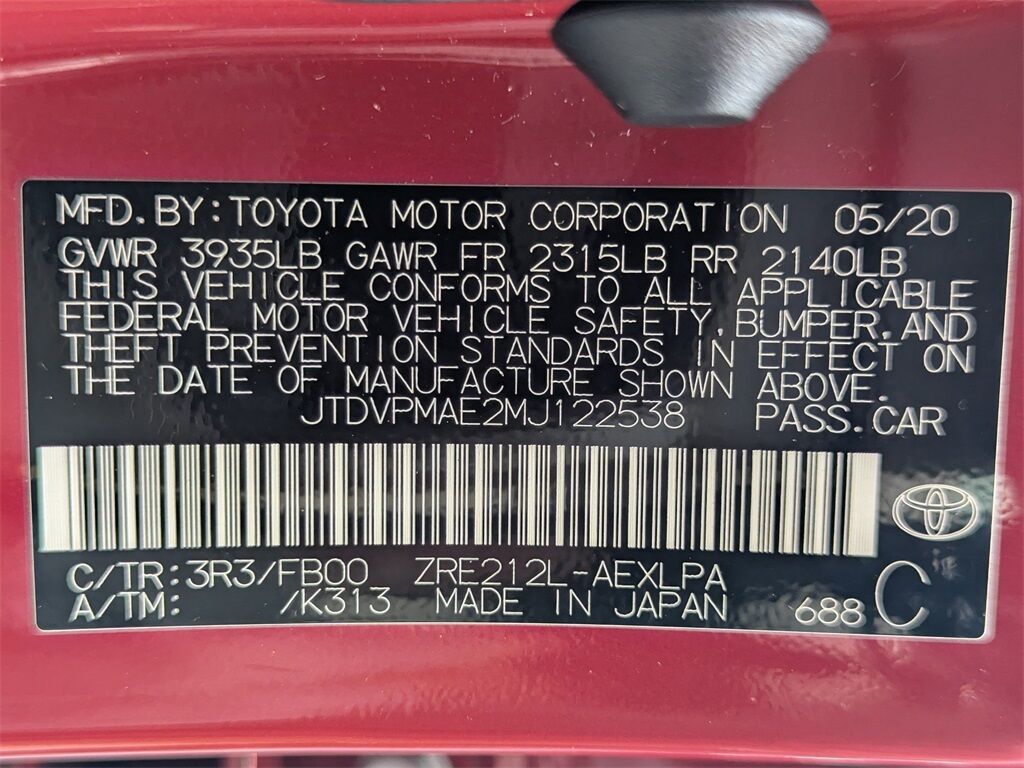 MFD.BY:TOYOTA MOTOR CORPORATION 05/20
GVWR 3935LB GAWR FR 2315LB RR 2140LB
THIS VEHICLE CONFORMS TO ALL APPLICABLE
FEDERAL MOTOR VEHICLE SAFETY,BUMPER,AND
THEFT PREVENTION STANDARDS IN EFFECT ON
THE DATE OF MANUFACTURE SHOWN ABOVE.
JTDVPMAE2MJ122538 PASS.CAR
C/TR:3R3/FB00 ZRE212L-AEXLPA C
A/TM: /K313 MADE IN JAPAN 688